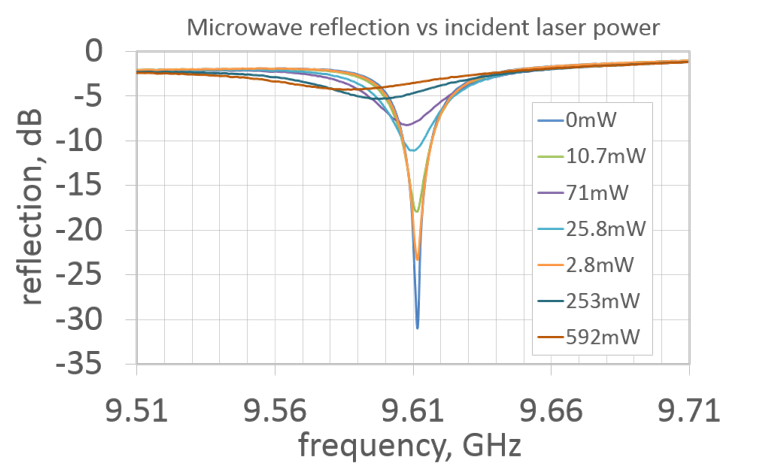 Microwave reflection vs incident laser power
0
-5
-10
-15
-20
-25
-30
-35
reflection, dB
0mW
10.7mW
71mW
25.8mW
2.8mW
253mW
592mW
9.51 9.56 9.61 9.66 9.71
frequency, GHz